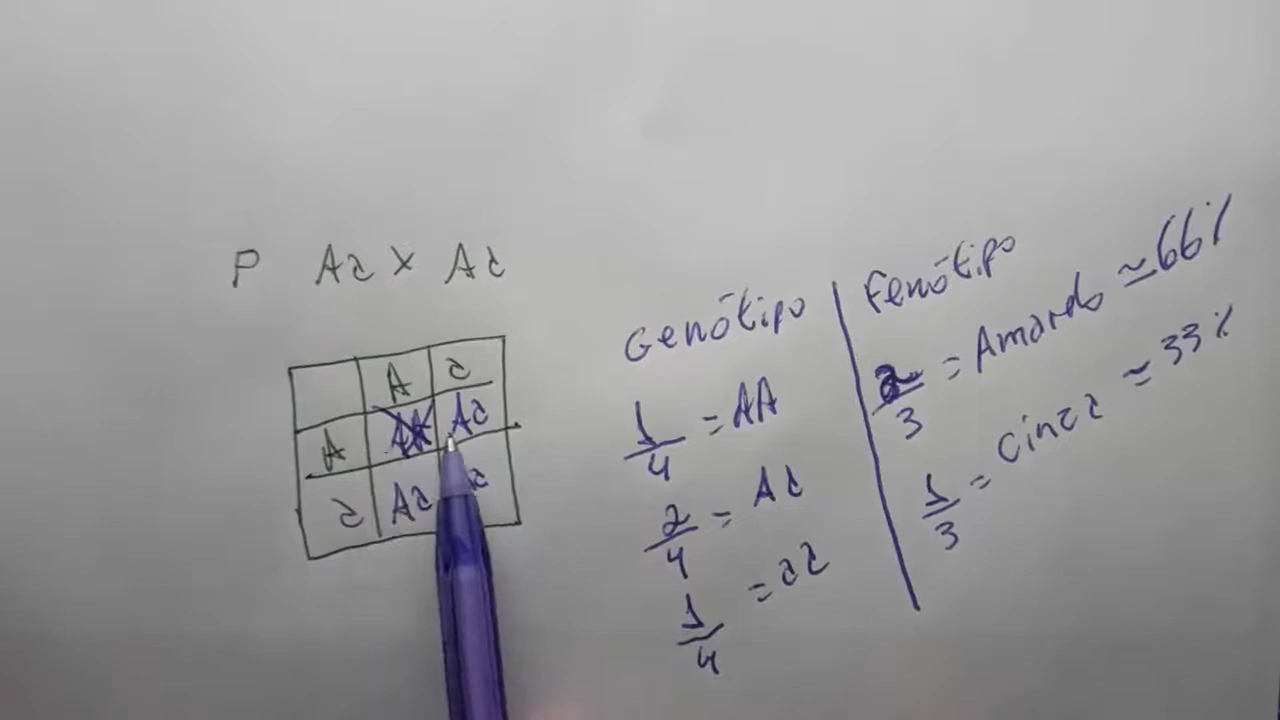 P Aa x Aa
A a
A AA Aa
a Aa
Genótipo
1/4 = AA
2/4 = Aa
1/4 = aa
Fenótipo
2/3 = Amarelo ≃ 66%
1/3 = cinza ≃ 33%